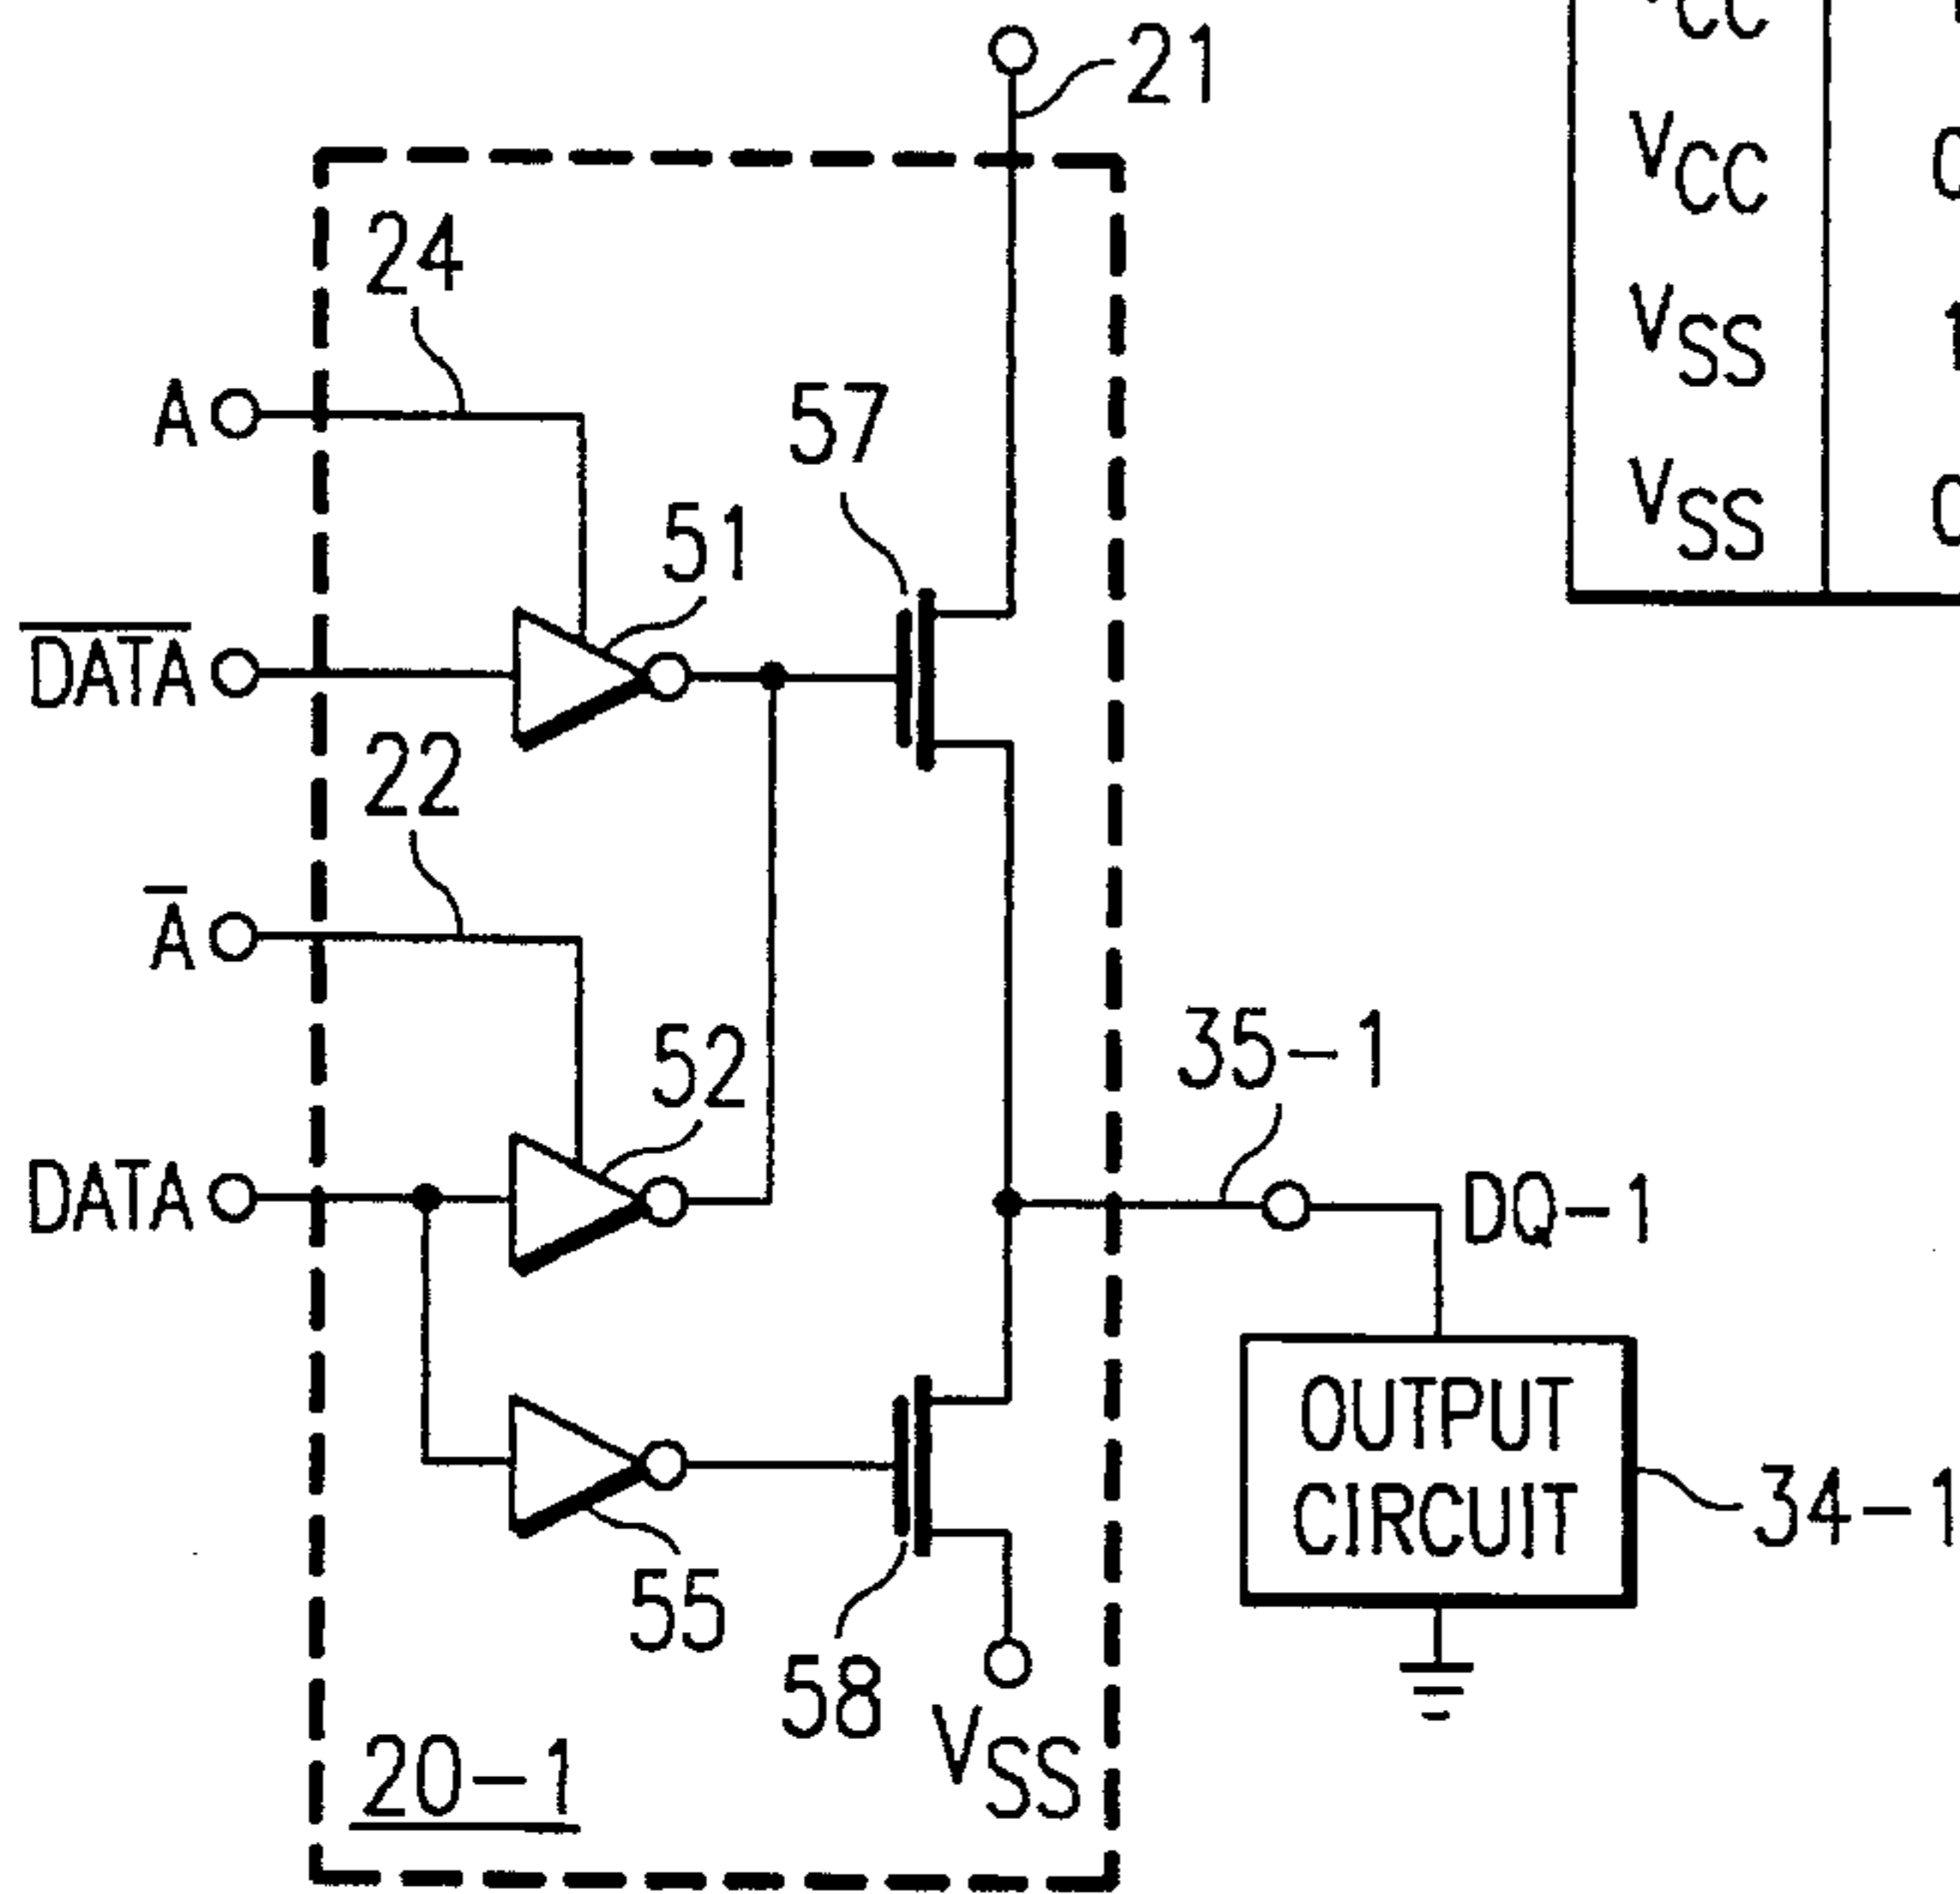 21
24
A
57
51
D̅A̅T̅A̅
22
A̅
52
35-1
DATA
DQ-1
OUTPUT
CIRCUIT
34-1
55
58
VSS
20-1
VCC
VSS
VSS